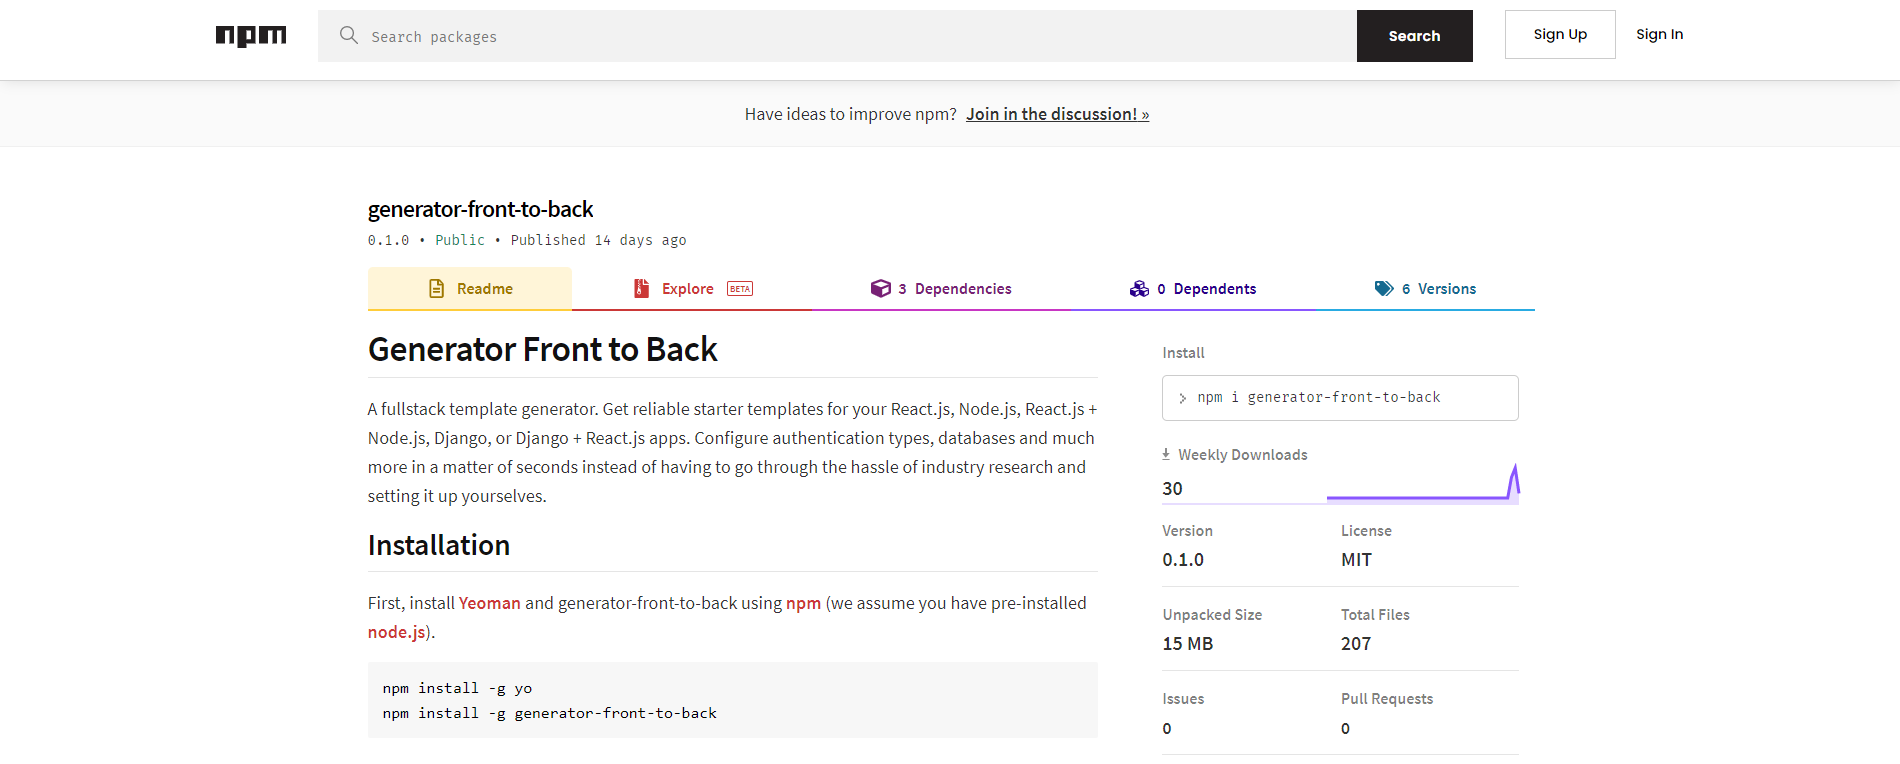 npm
Search packages
Search
Sign Up
Sign In
Have ideas to improve npm? Join in the discussion! »
generator-front-to-back
0.1.0 • Public • Published 14 days ago
Readme
Explore BETA
3 Dependencies
0 Dependents
6 Versions
Generator Front to Back
A fullstack template generator. Get reliable starter templates for your React.js, Node.js, React.js +
Node.js, Django, or Django + React.js apps. Configure authentication types, databases and much
more in a matter of seconds instead of having to go through the hassle of industry research and
setting it up yourselves.
Installation
First, install Yeoman and generator-front-to-back using npm (we assume you have pre-installed
node.js).
npm install -g yo
npm install -g generator-front-to-back
Install
> npm i generator-front-to-back
Weekly Downloads
30
Version
0.1.0
License
MIT
Unpacked Size
15 MB
Total Files
207
Issues
0
Pull Requests
0